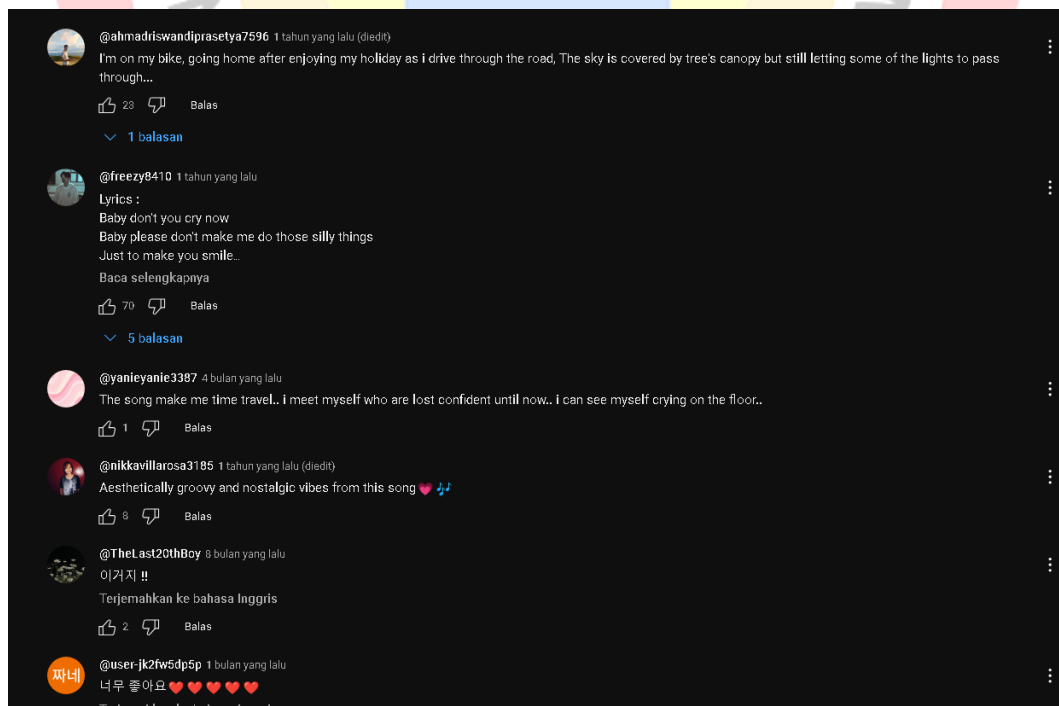 @ahmadriswandiprasetya7596 1 tahun yang lalu (diedit)
I'm on my bike, going home after enjoying my holiday as i drive through the road, The sky is covered by tree's canopy but still letting some of the lights to pass
through...
23 Balas
1 balasan
@freezy8410 1 tahun yang lalu
Lyrics :
Baby don't you cry now
Baby please don't make me do those silly things
Just to make you smile...
Baca selengkapnya
70 Balas
5 balasan
@yanieyanie3387 4 bulan yang lalu
The song make me time travel.. i meet myself who are lost confident until now.. i can see myself crying on the floor..
1 Balas
@nikkavillarosa3185 1 tahun yang lalu (diedit)
Aesthetically groovy and nostalgic vibes from this song💗 🎶
8 Balas
@TheLast20thBoy 8 bulan yang lalu
이거지 !!
Terjemahkan ke bahasa Inggris
2 Balas
짜네
@user-jk2fw5dp5p 1 bulan yang lalu
너무 좋아요❤️❤️❤️❤️❤️